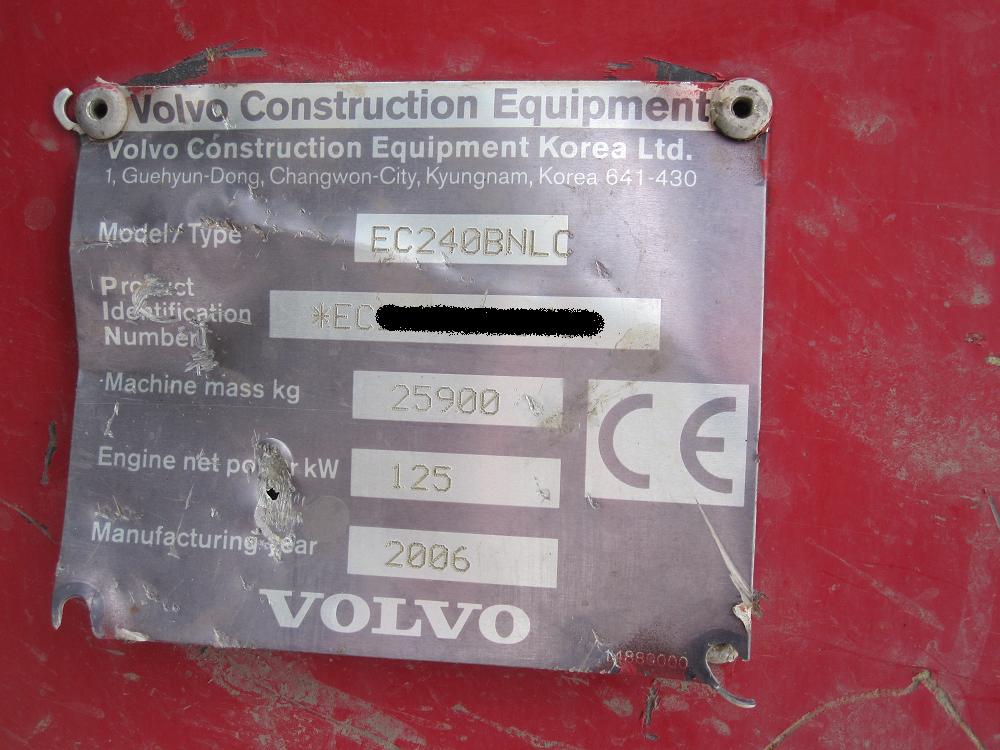 Volvo Construction Equipment
Volvo Construction Equipment Korea Ltd.
1, Guehyun-Dong, Changwon-City, Kyungnam, Korea 641-430
Model/Type EC240BNLC
Product
Identification
Number *EC
Machine mass kg 25900
Engine net power kW 125
Manufacturing year 2006
CE
VOLVO